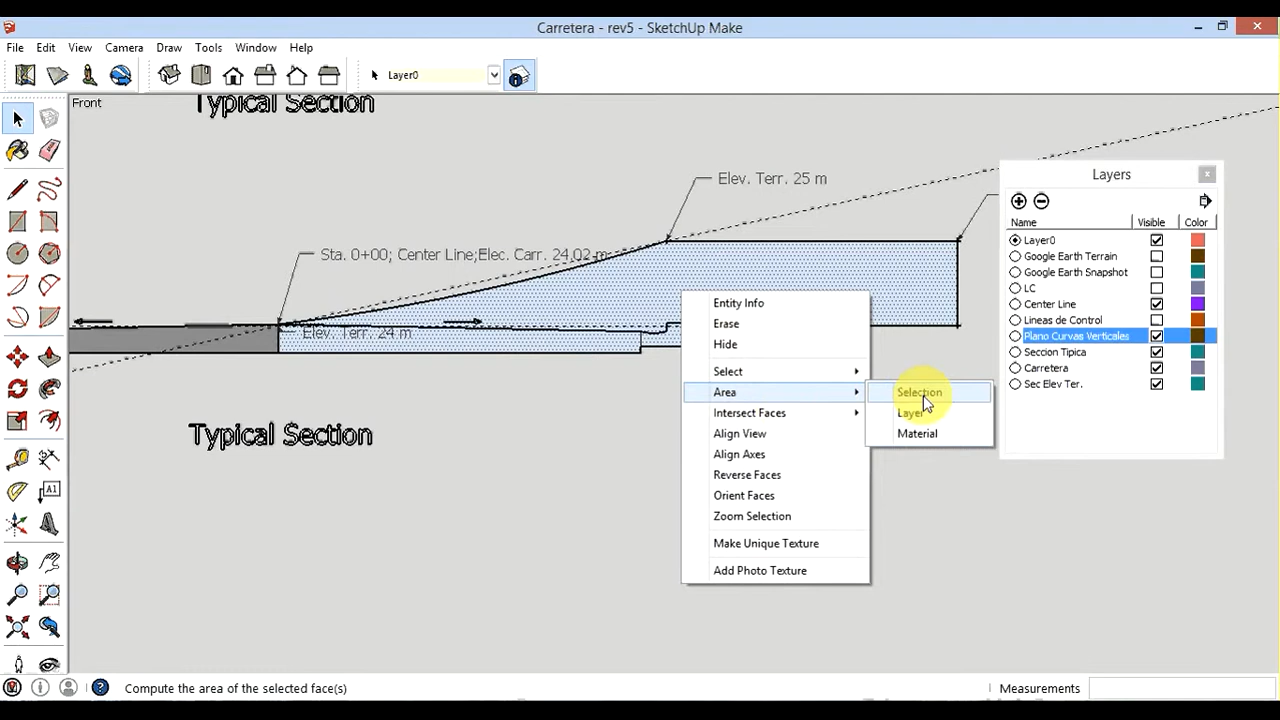 Carretera - rev5 - SketchUp Make
File Edit View Camera Draw Tools Window Help
Layer0
Front
Typical Section
Elev. Terr. 25 m
Sta. 0+00; Center Line;Elec. Carr. 24.02 m
Elev. Terr. 24 m
Typical Section
Entity Info
Erase
Hide
Select
Area
Intersect Faces
Align View
Align Axes
Reverse Faces
Orient Faces
Zoom Selection
Make Unique Texture
Add Photo Texture
Selection
Layer
Material
Layers
Name Visible Color
Layer0
Google Earth Terrain
Google Earth Snapshot
LC
Center Line
Lineas de Control
Plano Curvas Verticales
Seccion Tipica
Carretera
Sec Elev Ter.
A1
Compute the area of the selected face(s)
Measurements